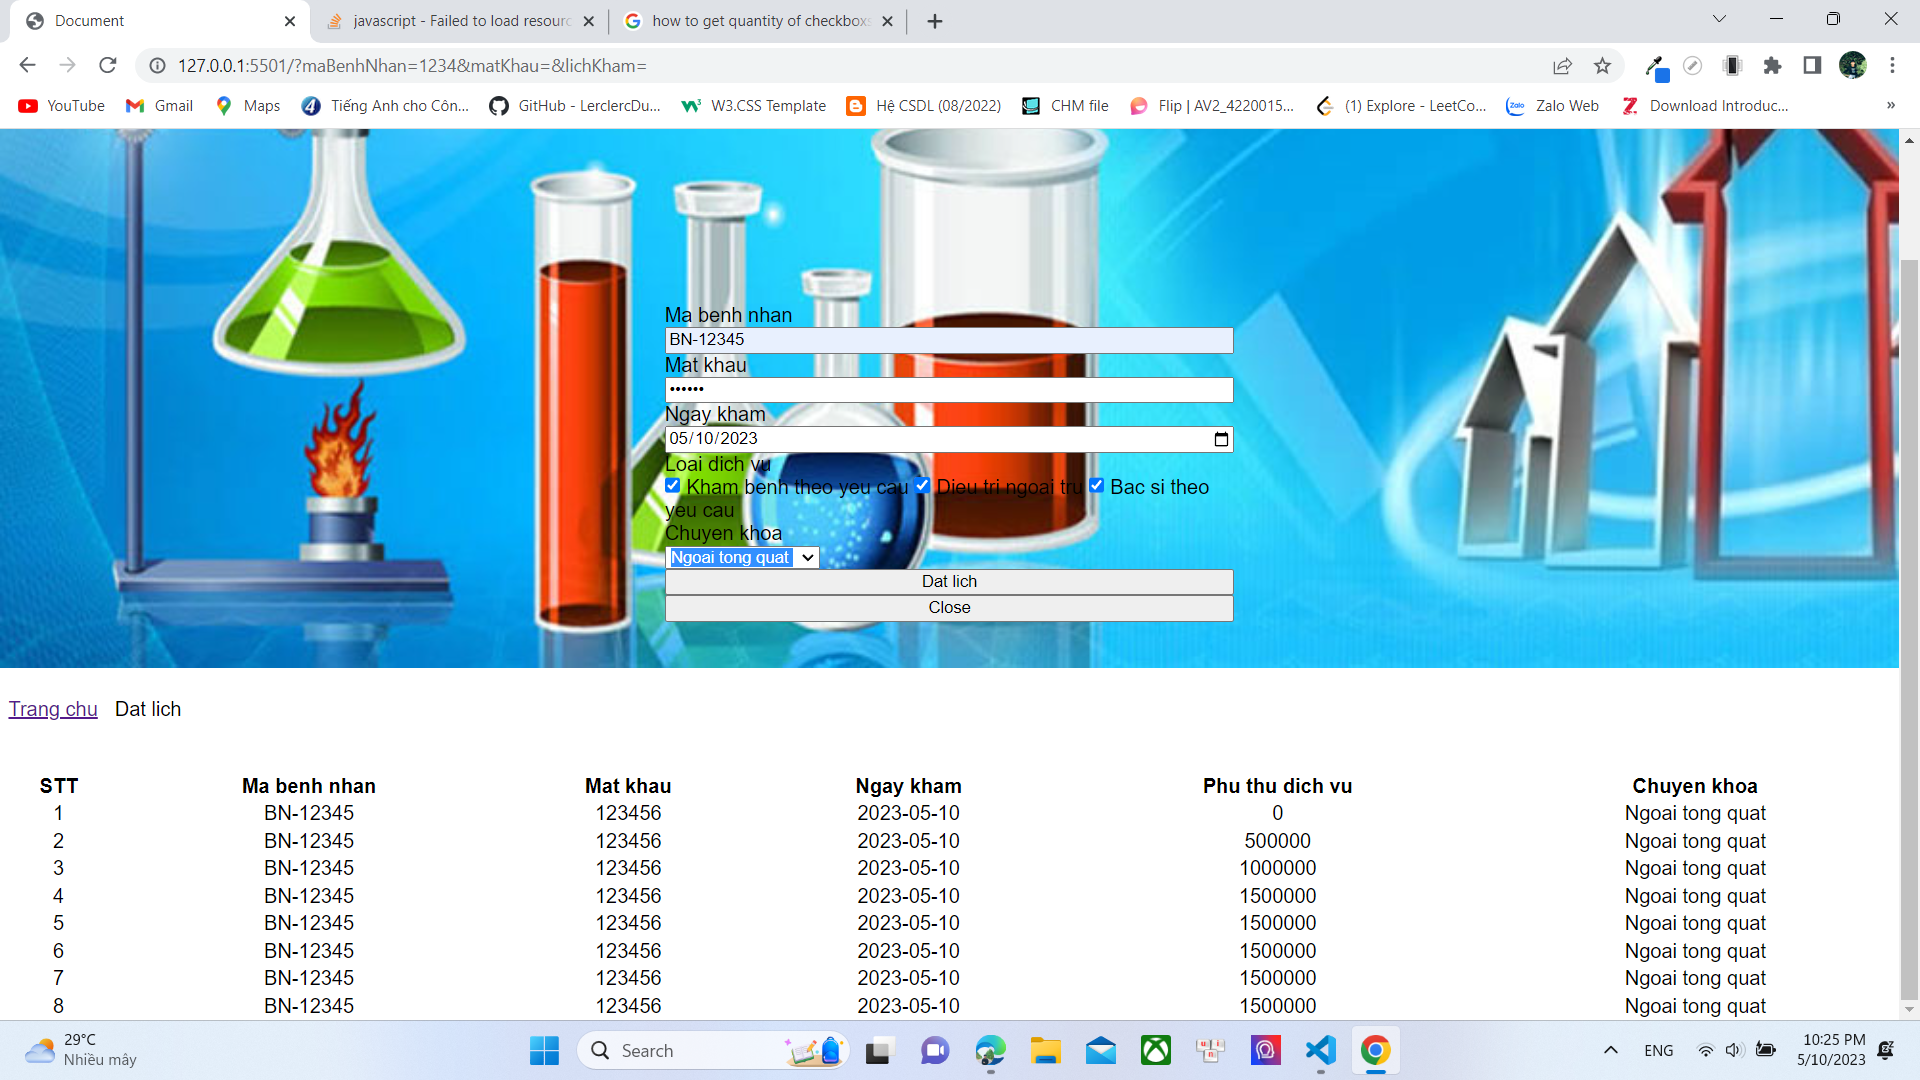 Document
javascript - Failed to load resourc
how to get quantity of checkboxs
127.0.0.1:5501/?maBenhNhan=1234&matKhau=&lichKham=
YouTube
Gmail
Maps
Tiếng Anh cho Côn...
GitHub - LerclercDu...
W3.CSS Template
Hệ CSDL (08/2022)
CHM file
Flip | AV2_4220015...
(1) Explore - LeetCo...
Zalo Web
Download Introduc...
»
Ma benh nhan
BN-12345
Mat khau
••••••
Ngay kham
05/10/2023
Loai dich vu
Kham benh theo yeu cau Dieu tri ngoai tru Bac si theo
yeu cau
Chuyen khoa
Ngoai tong quat
Dat lich
Close
Trang chu Dat lich
STT Ma benh nhan Mat khau Ngay kham Phu thu dich vu Chuyen khoa
1 BN-12345 123456 2023-05-10 0 Ngoai tong quat
2 BN-12345 123456 2023-05-10 500000 Ngoai tong quat
3 BN-12345 123456 2023-05-10 1000000 Ngoai tong quat
4 BN-12345 123456 2023-05-10 1500000 Ngoai tong quat
5 BN-12345 123456 2023-05-10 1500000 Ngoai tong quat
6 BN-12345 123456 2023-05-10 1500000 Ngoai tong quat
7 BN-12345 123456 2023-05-10 1500000 Ngoai tong quat
8 BN-12345 123456 2023-05-10 1500000 Ngoai tong quat
29°C
Nhiều mây
Search
ENG
10:25 PM
5/10/2023